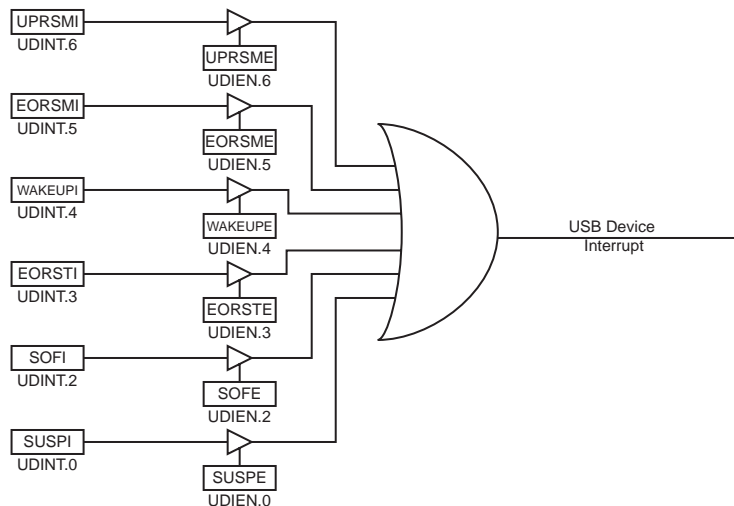 UPRSMI
UDINT.6
UPRSME
UDIEN.6
EORSMI
UDINT.5
EORSME
UDIEN.5
WAKEUPI
UDINT.4
WAKEUPE
UDIEN.4
EORSTI
UDINT.3
EORSTE
UDIEN.3
SOFI
UDINT.2
SOFE
UDIEN.2
SUSPI
UDINT.0
SUSPE
UDIEN.0
USB Device
Interrupt